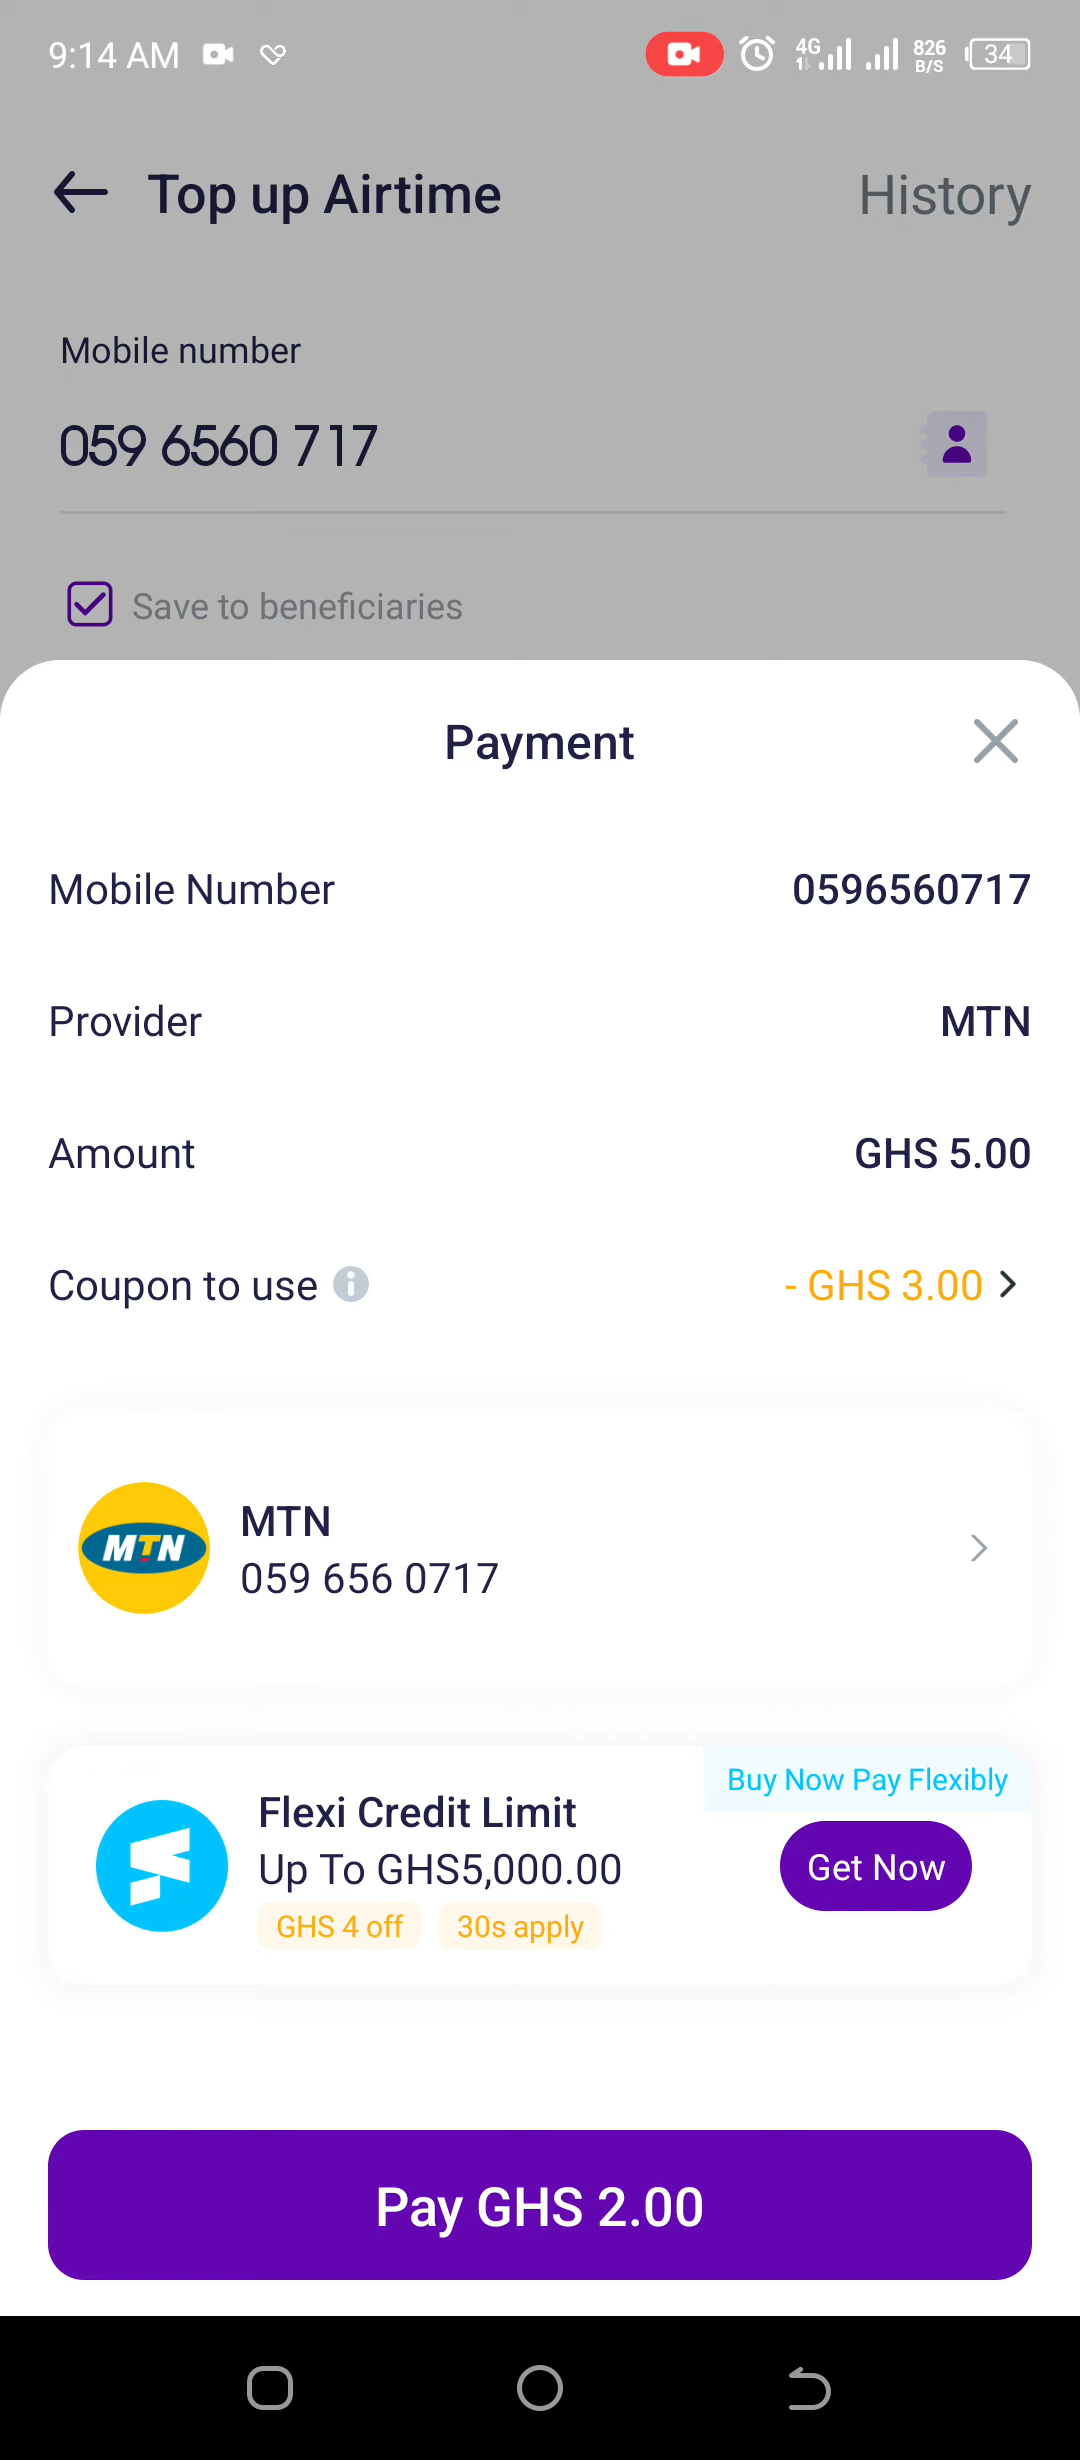 9:14 AM 4G 826 B/S 34
Top up Airtime History
Mobile number
059 6560 717
Save to beneficiaries
Payment
Mobile Number 0596560717
Provider MTN
Amount GHS 5.00
Coupon to use - GHS 3.00
MTN
MTN
059 656 0717
Buy Now Pay Flexibly
Flexi Credit Limit
Up To GHS5,000.00
Get Now
GHS 4 off 30s apply
Pay GHS 2.00